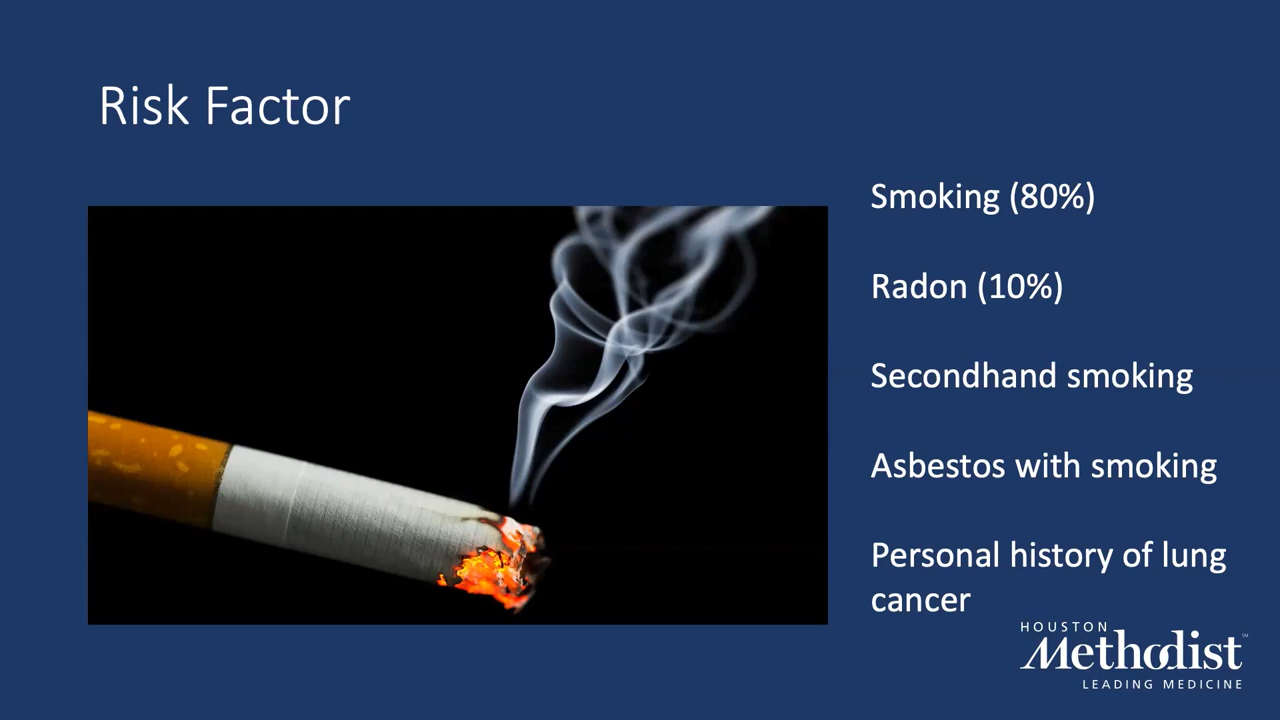 Risk Factor
Smoking (80%)
Radon (10%)
Secondhand smoking
Asbestos with smoking
Personal history of lung
cancer
HOUSTON
Methodist
LEADING MEDICINE